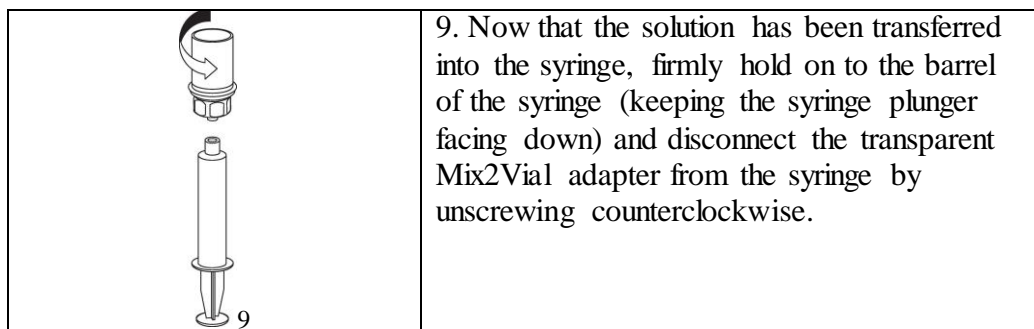 9. Now that the solution has been transferred
into the syringe, firmly hold on to the barrel
of the syringe (keeping the syringe plunger
facing down) and disconnect the transparent
Mix2Vial adapter from the syringe by
unscrewing counterclockwise.
9